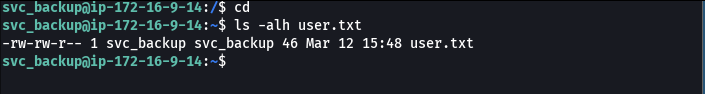 svc_backup@ip-172-16-9-14:/$ cd
svc_backup@ip-172-16-9-14:~$ ls -alh user.txt
-rw-rw-r-- 1 svc_backup svc_backup 46 Mar 12 15:48 user.txt
svc_backup@ip-172-16-9-14:~$